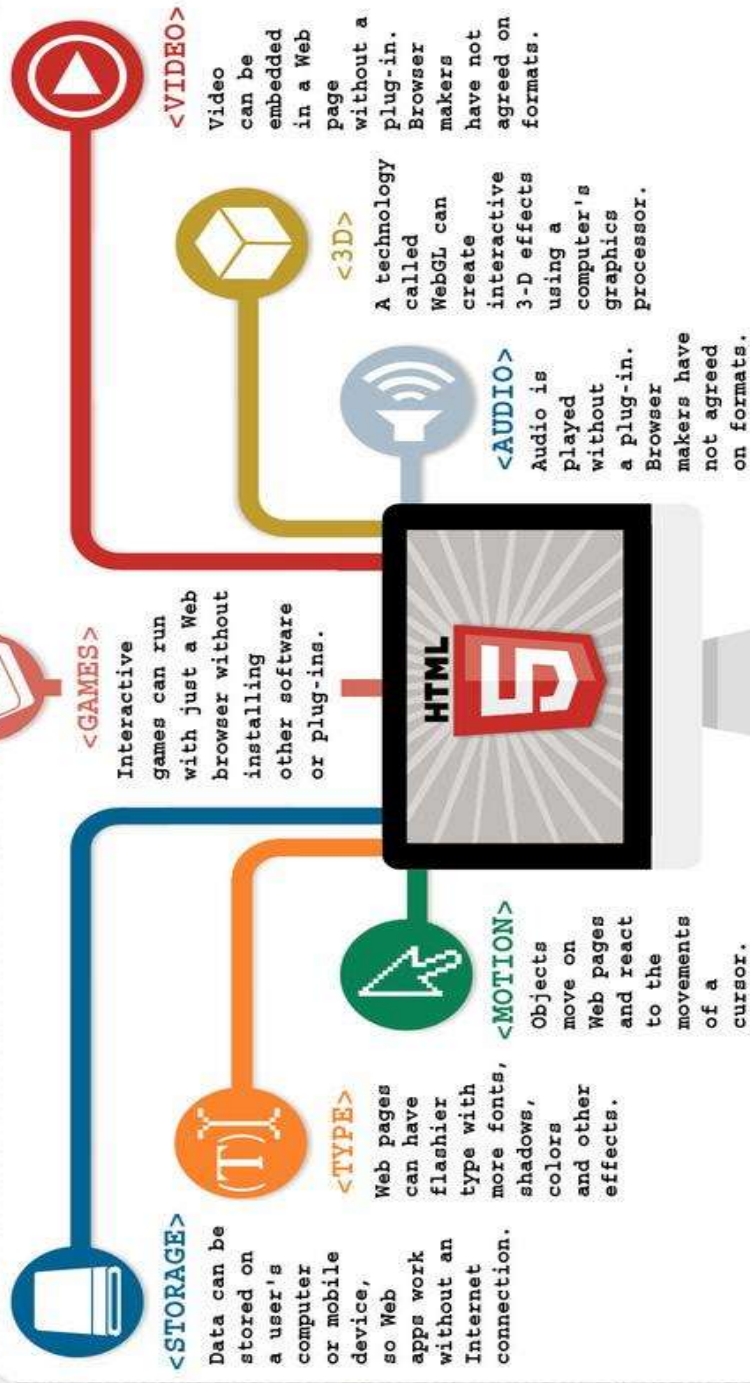 <STORAGE>
Data can be
stored on
a user's
computer
or mobile
device,
so Web
apps work
without an
Internet
connection.
(T)
<TYPE>
Web pages
can have
flashier
type with
more fonts,
shadows,
colors
and other
effects.
<MOTION>
Objects
move on
Web pages
and react
to the
movements
of a
cursor.
<GAMES>
Interactive
games can run
with just a Web
browser without
installing
other software
or plug-ins.
HTML
5
<AUDIO>
Audio is
played
without
a plug-in.
Browser
makers have
not agreed
on formats.
<3D>
A technology
called
WebGL can
create
interactive
3-D effects
using a
computer's
graphics
processor.
<VIDEO>
Video
can be
embedded
in a Web
page
without a
plug-in.
Browser
makers
have not
agreed on
formats.